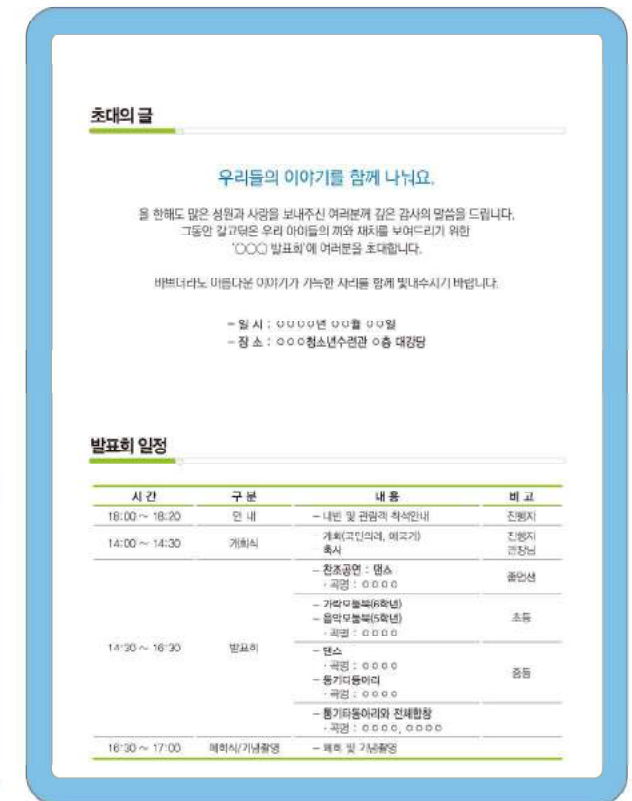 초대의 글
우리들의 이야기를 함께 나눠요.
올 한해도 많은 성원과 사랑을 보내주신 여러분께 깊은 감사의 말씀을 드립니다.
그동안 갈고닦은 우리 아이들의 끼와 재치를 보여드리기 위한
'○○○ 발표회'에 여러분을 초대합니다.
바쁘더라도 아름다운 이야기가 가득한 자리를 함께 빛내주시기 바랍니다.
- 일 시 : ○○○○년 ○○월 ○○일
- 장 소 : ○○○청소년수련관 ○층 대강당
발표회 일정
시 간 구 분 내 용 비 고
18:00 ~ 18:20 안 내 - 내빈 및 관람객 착석안내 진행자
14:00 ~ 14:30 개회식 개회(국민의례, 애국가) 진행자
축사 관장님
- 찬조공연 : 댄스
· 곡명 : ○○○○
- 가락모둠북(6학년)
- 음악모둠북(5학년) 초등
· 곡명 : ○○○○
14:30 ~ 16:30 발표회
- 댄스
· 곡명 : ○○○○ 중등
- 통기타동아리
· 곡명 : ○○○○
- 통기타동아리와 전체합창
· 곡명 : ○○○○, ○○○○
16:30 ~ 17:00 폐회식/기념촬영 - 폐회 및 기념촬영